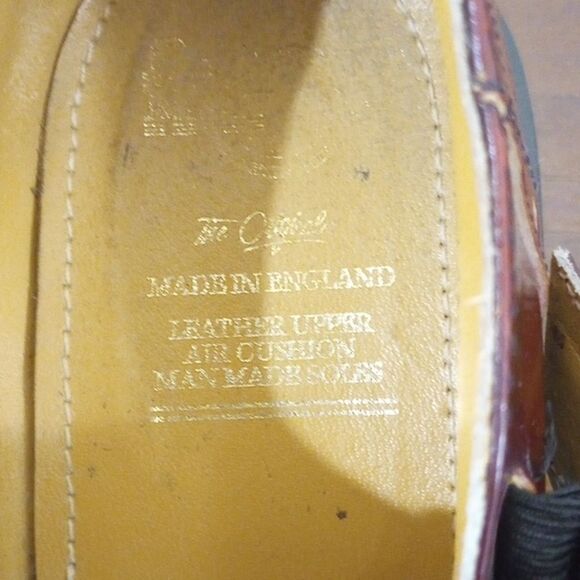 The Original
MADE IN ENGLAND
LEATHER UPPER
AIR CUSHION
MAN MADE SOLES